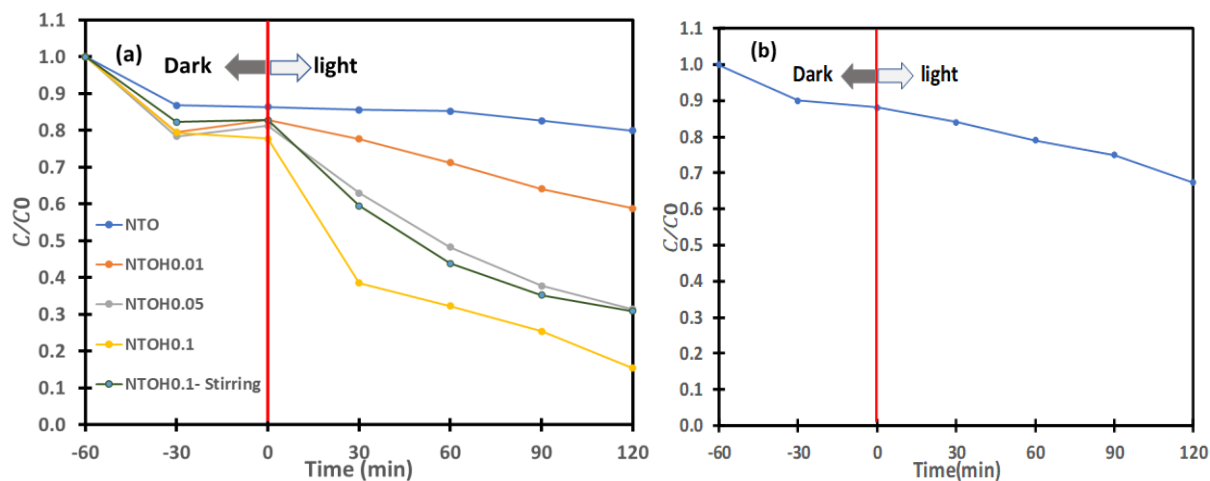 (a)
Dark light
C/C0
1.1
1.0
0.9
0.8
0.7
0.6
0.5
0.4
0.3
0.2
0.1
0.0
NTO
NTOH0.01
NTOH0.05
NTOH0.1
NTOH0.1- Stirring
-60 -30 0 30 60 90 120
Time (min)
(b)
Dark light
C/C0
1.1
1.0
0.9
0.8
0.7
0.6
0.5
0.4
0.3
0.2
0.1
0.0
-60 -30 0 30 60 90 120
Time(min)